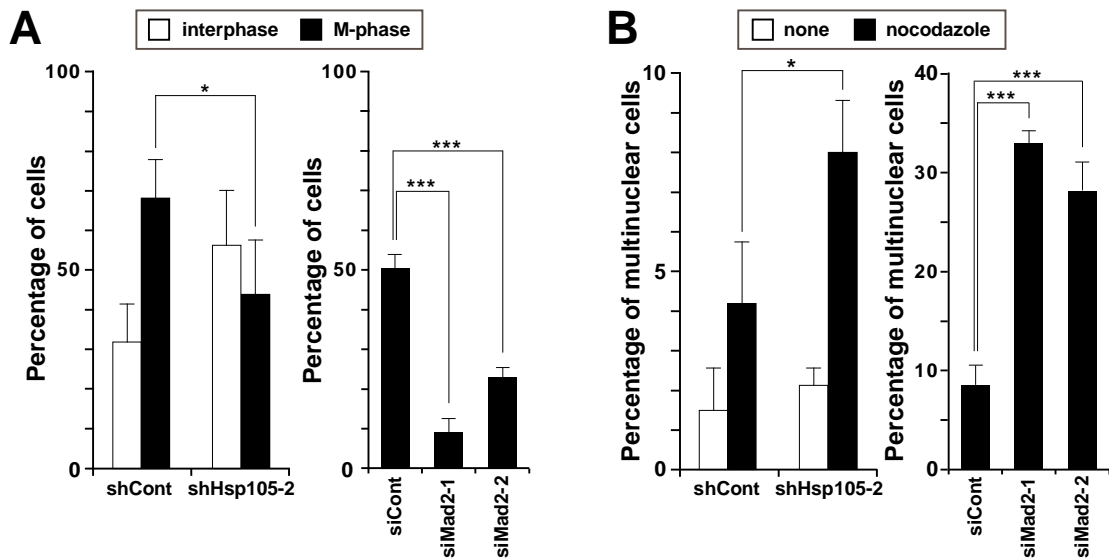 A
interphase M-phase
Percentage of cells
100
50
0
*
shCont shHsp105-2
Percentage of cells
100
50
0
***
***
siCont
siMad2-1
siMad2-2
B
none nocodazole
Percentage of multinuclear cells
10
5
0
*
shCont shHsp105-2
Percentage of multinuclear cells
40
30
20
10
0
***
***
siCont
siMad2-1
siMad2-2